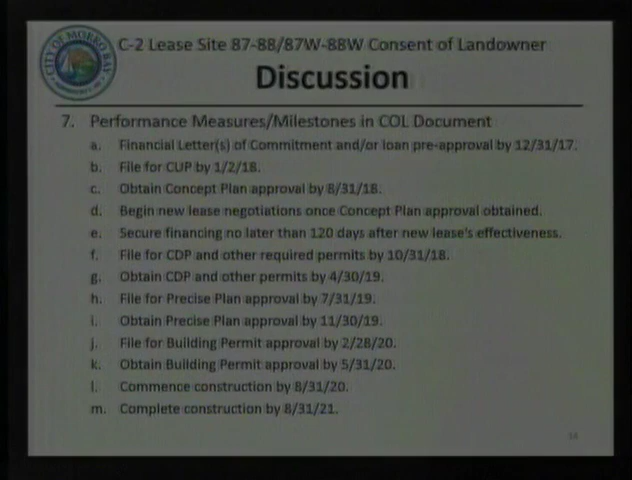 CITY OF MORRO BAY
C-2 Lease Site 87-88/87W-88W Consent of Landowner
Discussion
7. Performance Measures/Milestones in COL Document
a. Financial Letter(s) of Commitment and/or loan pre-approval by 12/31/17.
b. File for CUP by 1/2/18.
c. Obtain Concept Plan approval by 8/31/18.
d. Begin new lease negotiations once Concept Plan approval obtained.
e. Secure financing no later than 120 days after new lease's effectiveness.
f. File for CDP and other required permits by 10/31/18.
g. Obtain CDP and other permits by 4/30/19.
h. File for Precise Plan approval by 7/31/19.
i. Obtain Precise Plan approval by 11/30/19.
j. File for Building Permit approval by 2/28/20.
k. Obtain Building Permit approval by 5/31/20.
l. Commence construction by 8/31/20.
m. Complete construction by 8/31/21.